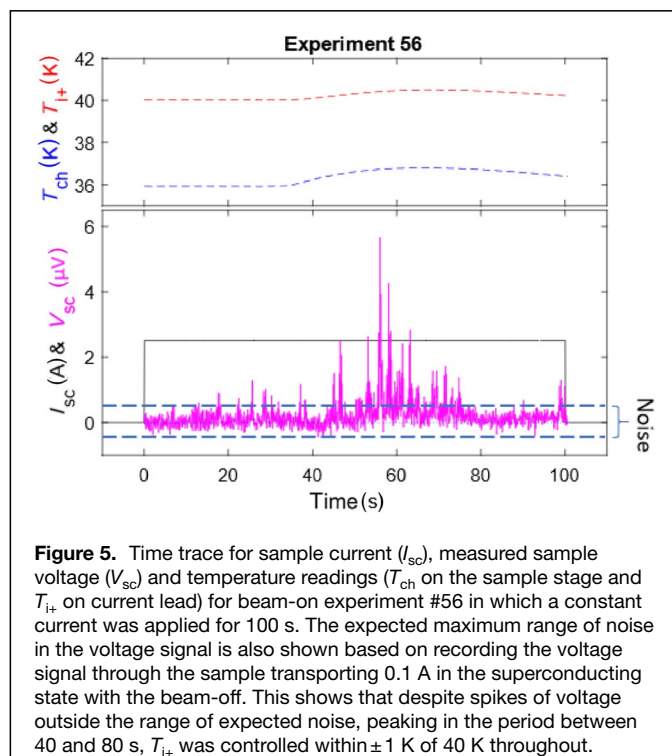 Experiment 56
T_ch (K) & T_i+ (K)
42
40
38
36
I_sc (A) & V_sc (µV)
6
4
2
0
Noise
0 20 40 60 80 100
Time (s)
Figure 5. Time trace for sample current (I_sc), measured sample
voltage (V_sc) and temperature readings (T_ch on the sample stage and
T_i+ on current lead) for beam-on experiment #56 in which a constant
current was applied for 100 s. The expected maximum range of noise
in the voltage signal is also shown based on recording the voltage
signal through the sample transporting 0.1 A in the superconducting
state with the beam-off. This shows that despite spikes of voltage
outside the range of expected noise, peaking in the period between
40 and 80 s, T_i+ was controlled within ± 1 K of 40 K throughout.